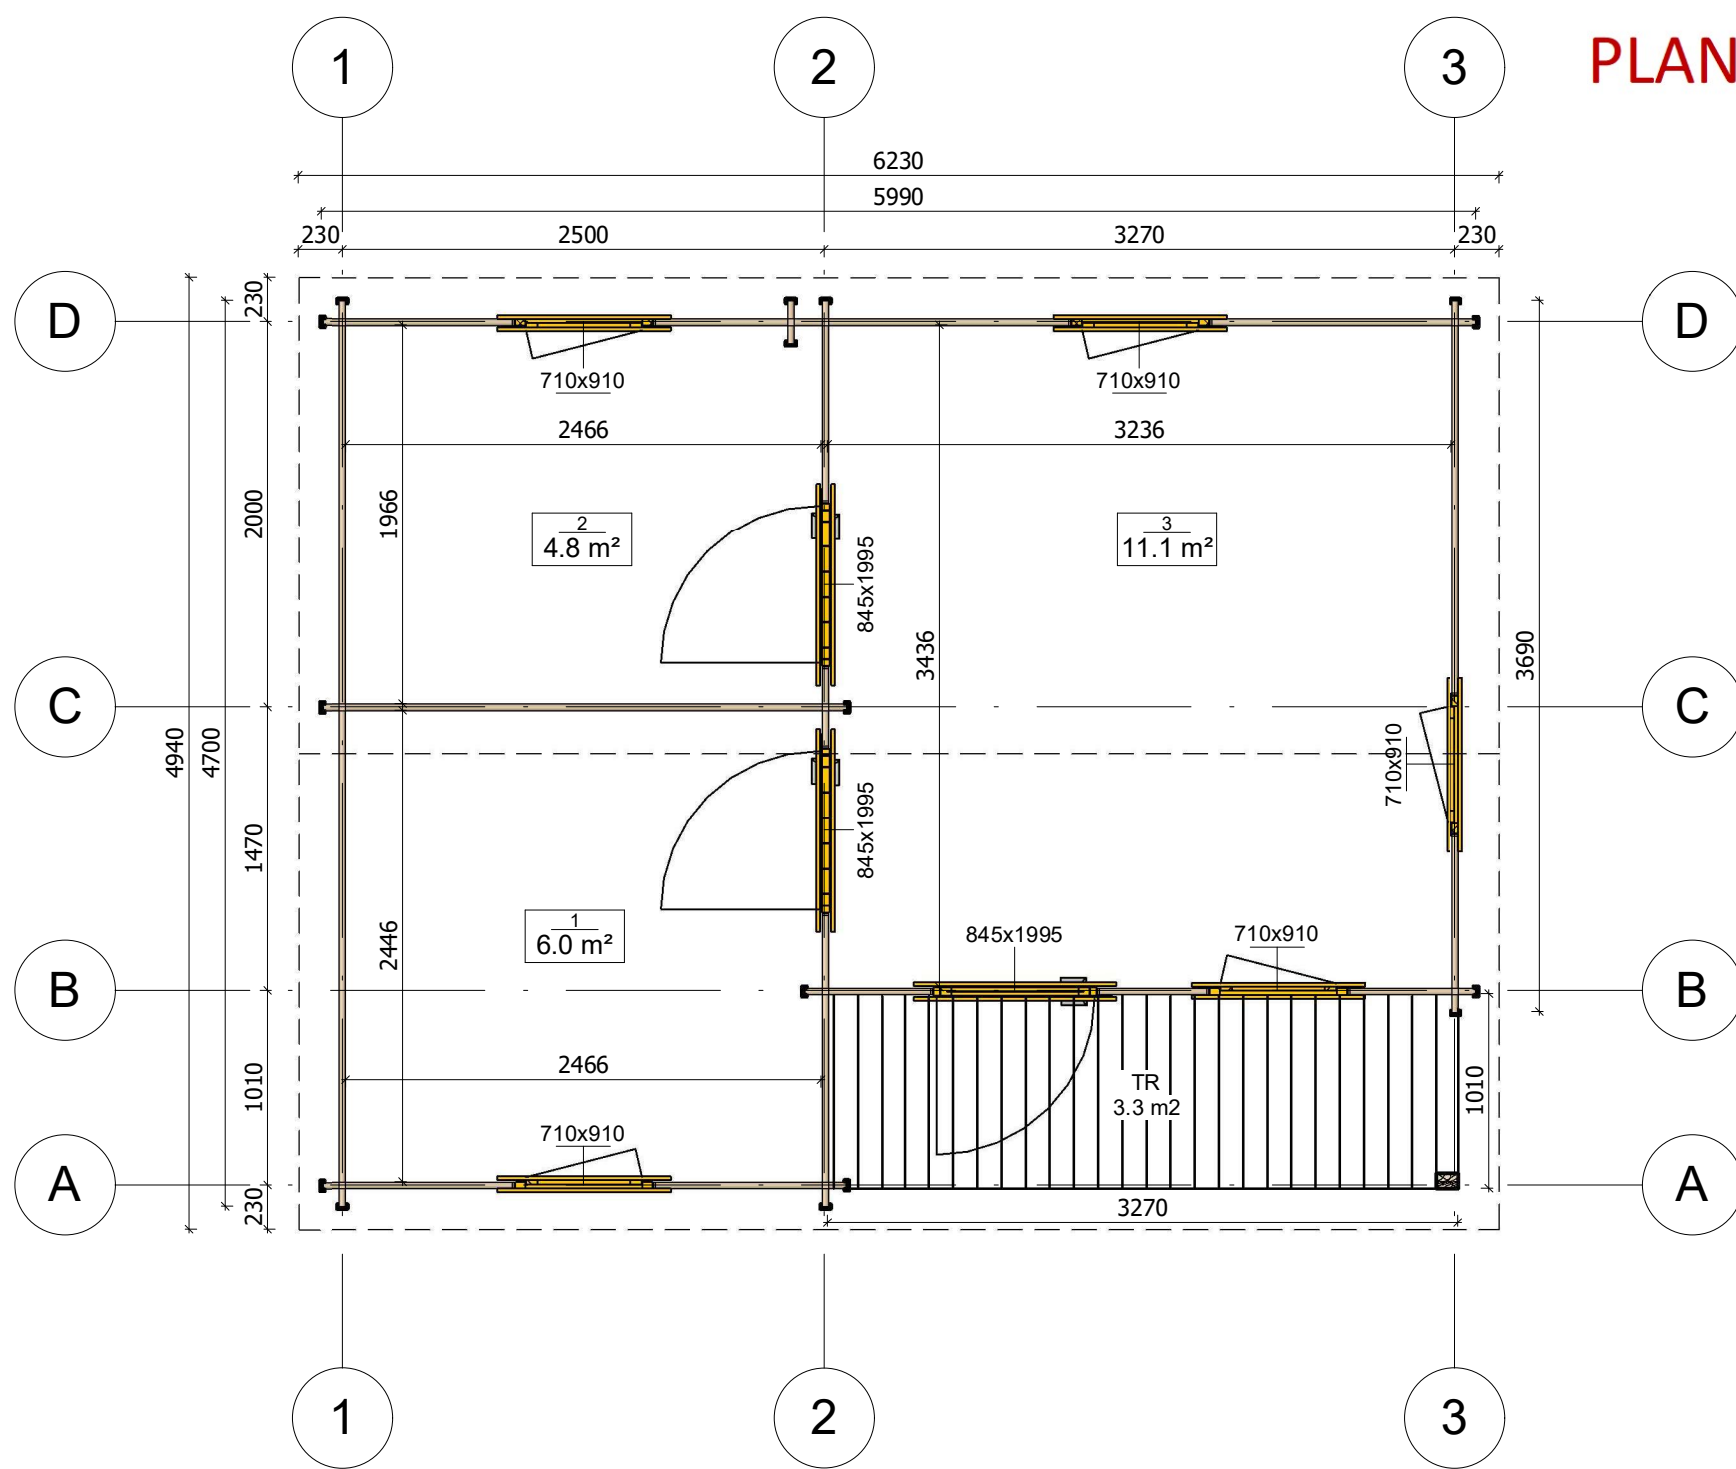 1
2
3
PLAN
6230
5990
230
2500
3270
230
D
230
D
710x910
710x910
2466
3236
2000
1966
2
4.8 m²
3
11.1 m²
845x1995
3436
3690
C
C
4940
4700
710x910
1470
845x1995
2446
1
6.0 m²
845x1995
710x910
B
B
2466
1010
TR
3.3 m2
1010
710x910
A
230
A
3270
1
2
3